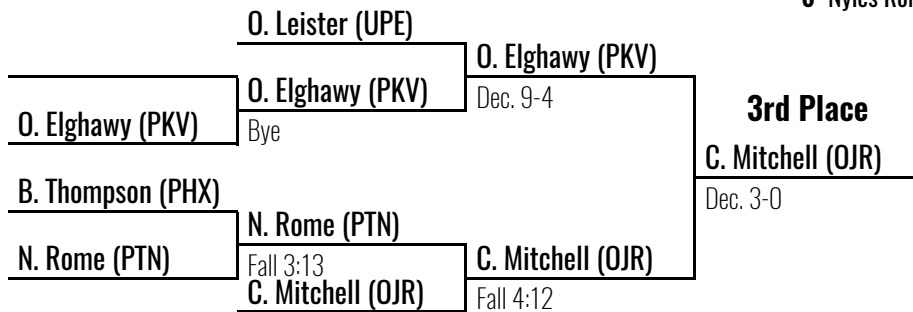 Nyles
O. Leister (UPE)
O. Elghawy (PKV)
O. Elghawy (PKV)
Dec. 9-4
3rd Place
O. Elghawy (PKV)
Bye
C. Mitchell (OJR)
B. Thompson (PHX)
Dec. 3-0
N. Rome (PTN)
N. Rome (PTN)
C. Mitchell (OJR)
Fall 3:13
C. Mitchell (OJR)
Fall 4:12